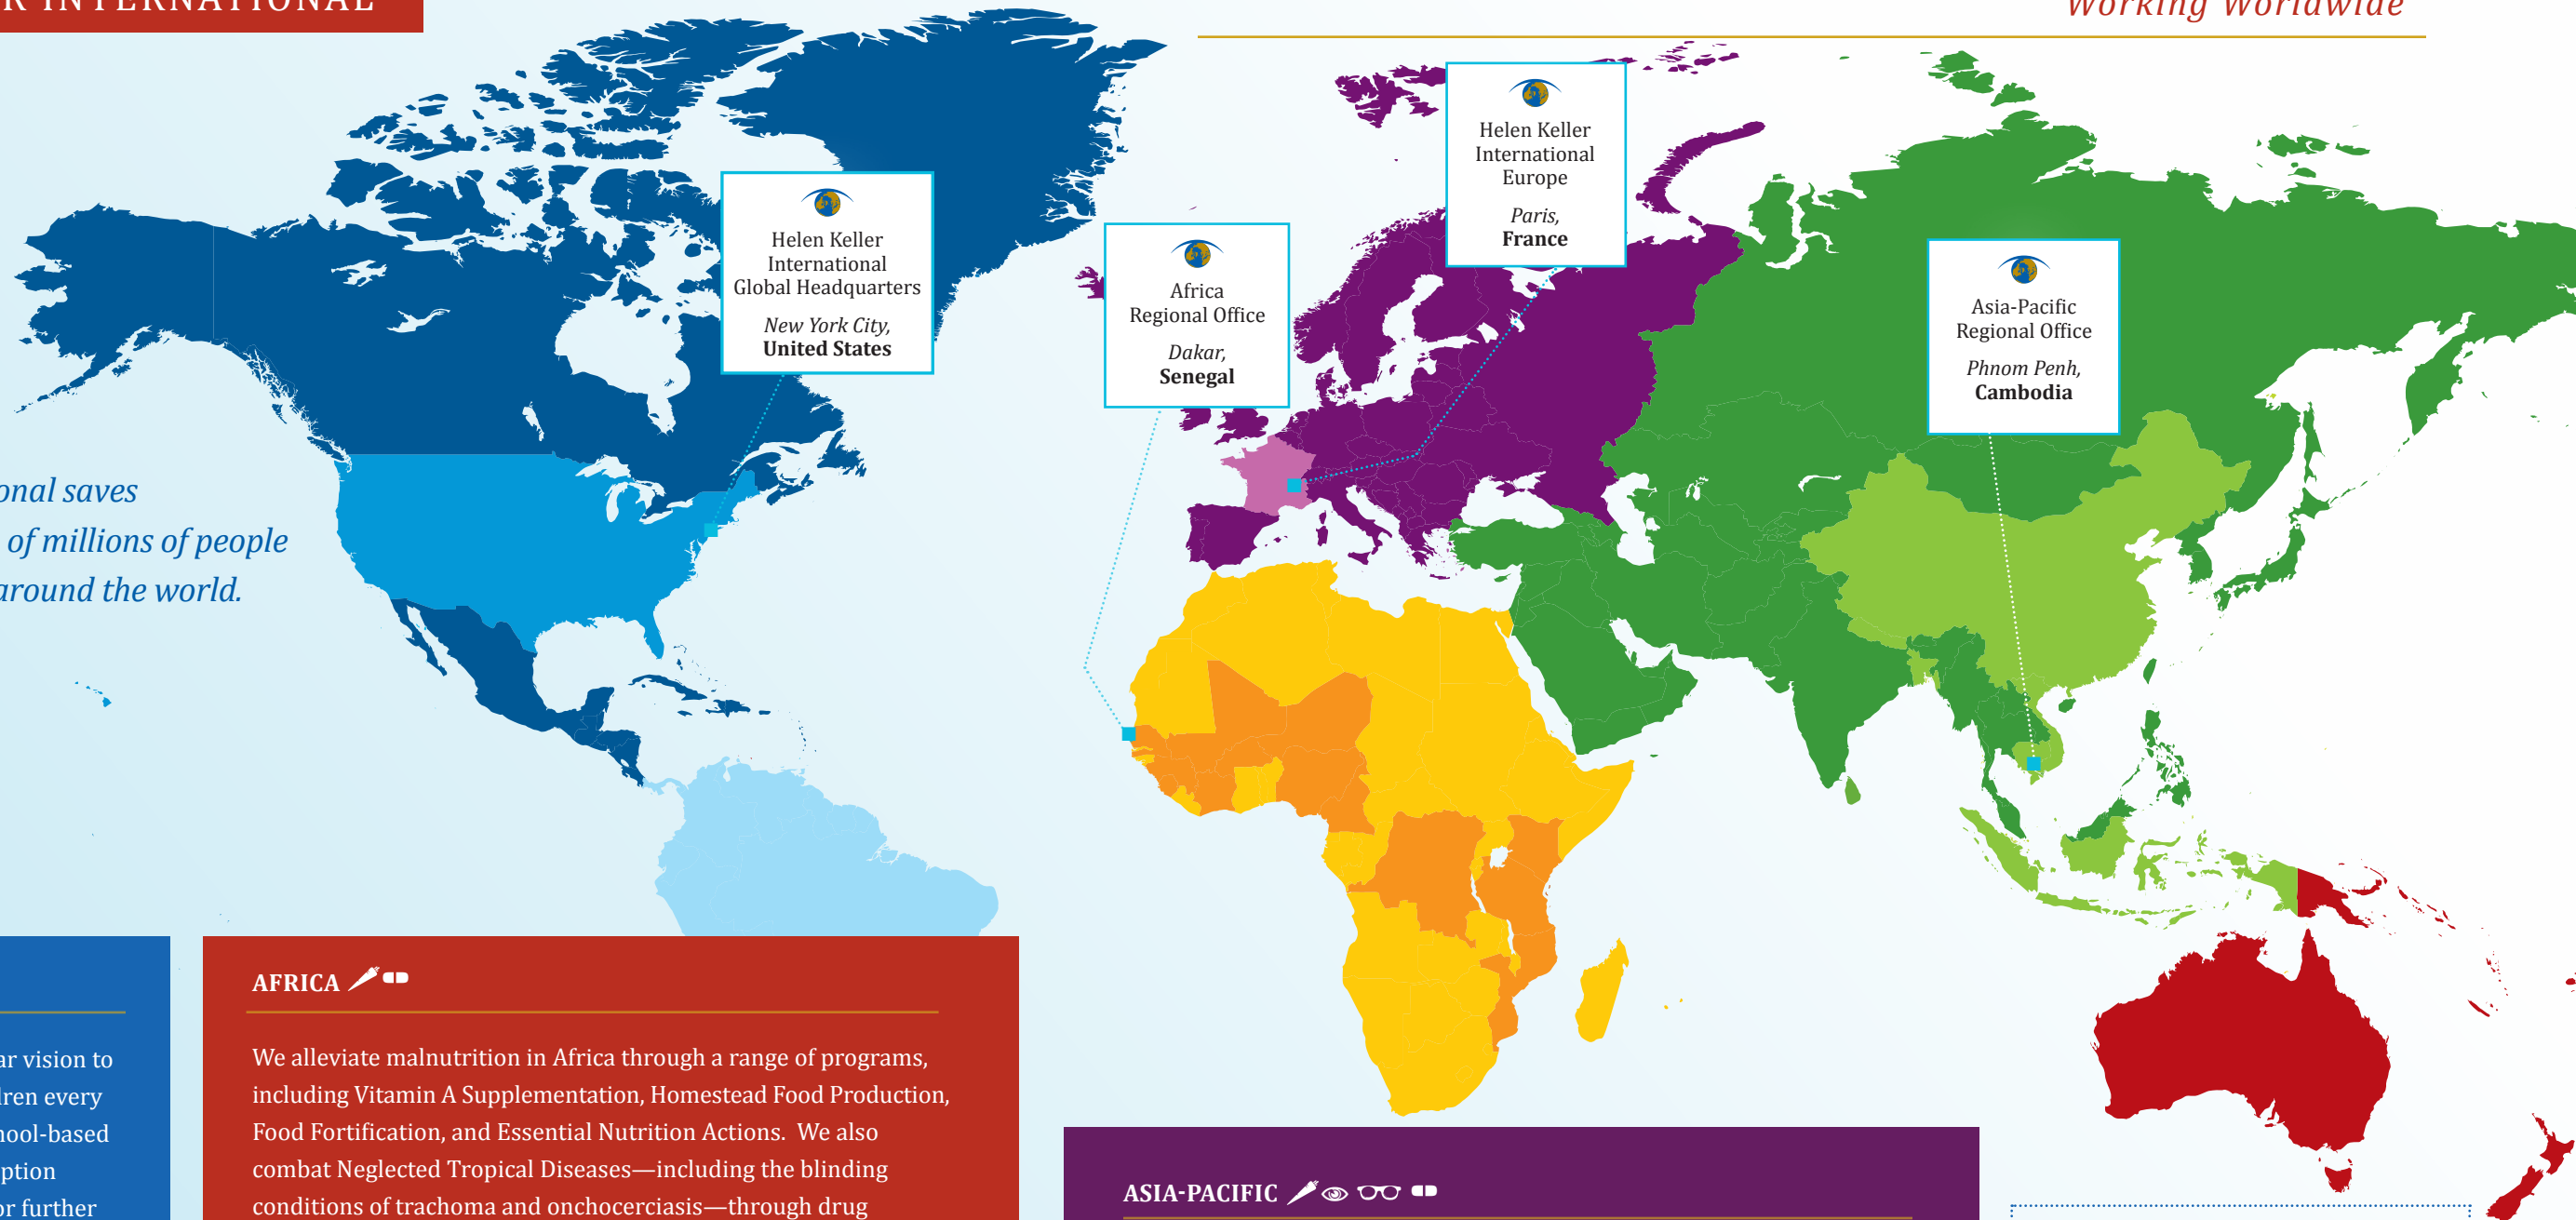 R INTERNATIONAL
Working Worldwide
Helen Keller
International
Global Headquarters
New York City,
United States
Africa
Regional Office
Dakar,
Senegal
Helen Keller
International
Europe
Paris,
France
Asia-Pacific
Regional Office
Phnom Penh,
Cambodia
onal saves
of millions of people
around the world.
ar vision to
dren every
hool-based
ption
or further
AFRICA
We alleviate malnutrition in Africa through a range of programs,
including Vitamin A Supplementation, Homestead Food Production,
Food Fortification, and Essential Nutrition Actions. We also
combat Neglected Tropical Diseases—including the blinding
conditions of trachoma and onchocerciasis—through drug
ASIA-PACIFIC